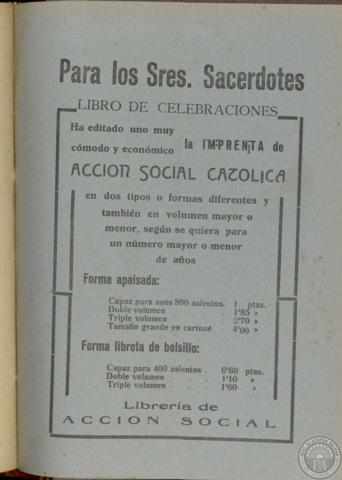 Para los Sres. Sacerdotes
LIBRO DE CELEBRACIONES
Ha editado uno muy
cómodo y económico la IMPRENTA de
ACCION SOCIAL CATOLICA
en dos tipos o formas diferentes y
también en volumen mayor o
menor, según se quiera para
un número mayor o menor
de años
Forma apaisada:
Capaz para unos 800 asientos. 1 ptas.
Doble volumen . . . . 1'85 »
Triple volumen . . . . 2'70 »
Tamaño grande en cartoné . 4'00 »
Forma libreta de bolsillo:
Capaz para 400 asientos . 0'60 ptas.
Doble volumen . . . 1'10 »
Triple volumen . . . 1'60 »
Librería de
ACCION SOCIAL